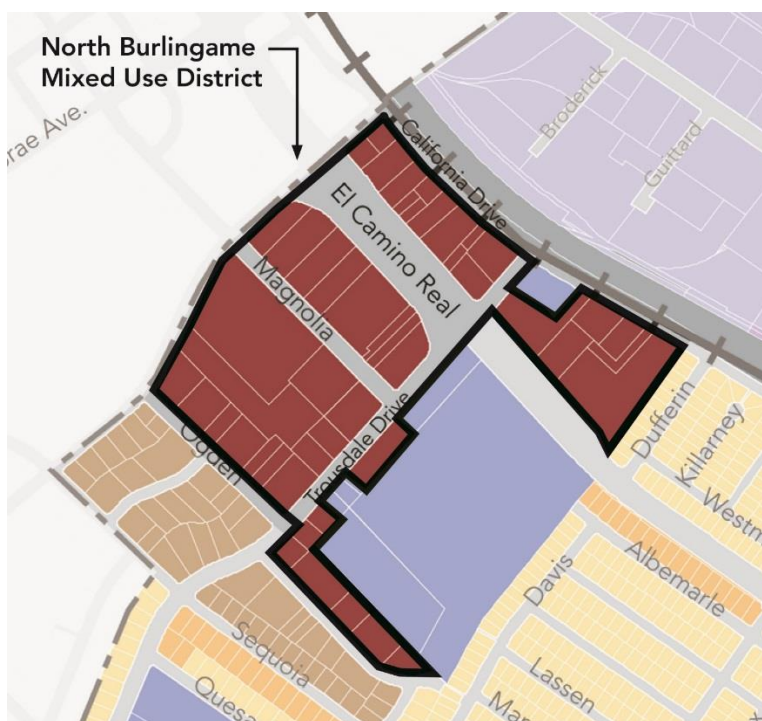 North Burlingame
Mixed Use District
rae Ave.
California Drive
Broderick
Guittard
El Camino Real
Magnolia
Trousdale Drive
Ogden
Dufferin
Killarney
Westm
Albemarle
Davis
Sequoia
Lassen
Quesa
Mar